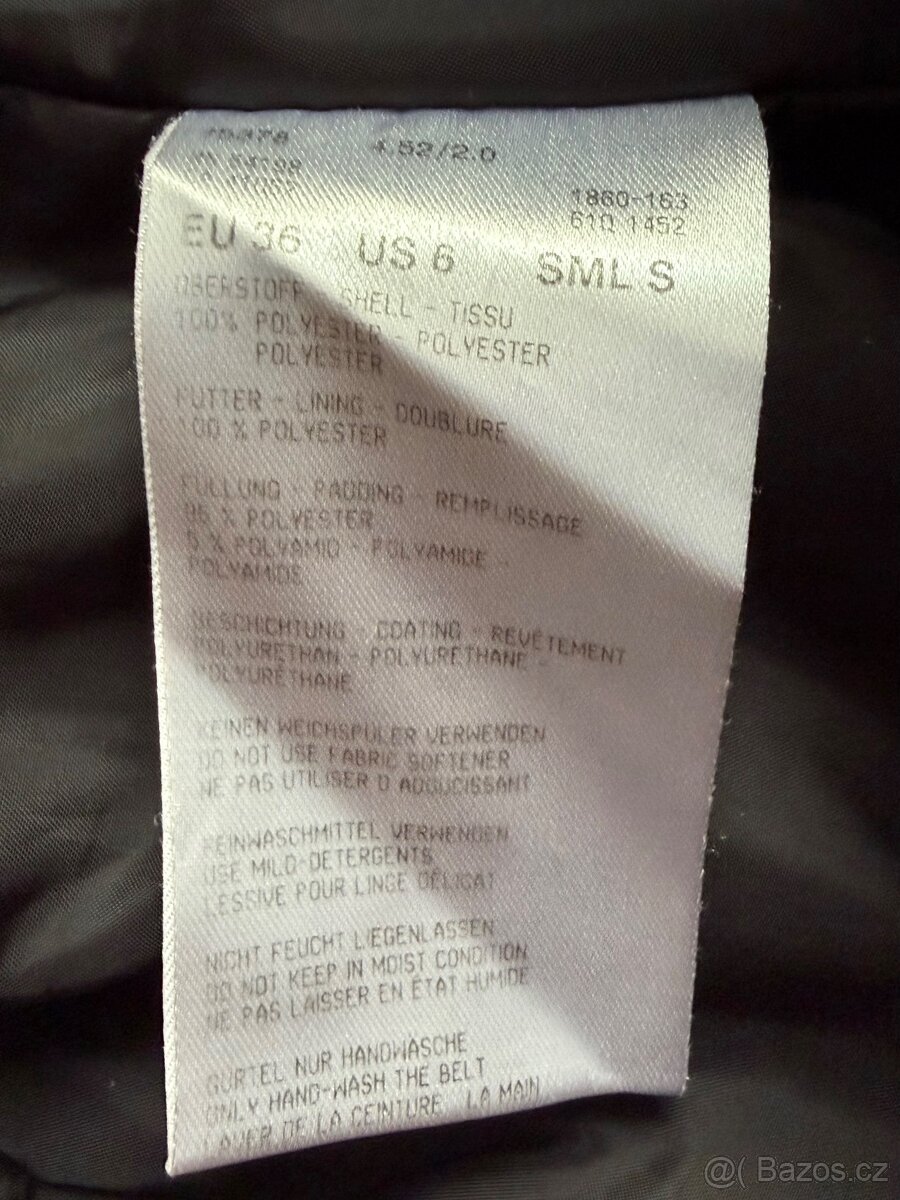 4.52/2.0
1860-163
610 1452
EU 36 US 6 SML S
OBERSTOFF - SHELL - TISSU
100% POLYESTER - POLYESTER
POLYESTER
FUTTER - LINING - DOUBLURE
100 % POLYESTER
FÜLLUNG - PADDING - REMPLISSAGE
95 % POLYESTER
5 % POLYAMID - POLYAMIDE -
POLYAMIDE
BESCHICHTUNG - COATING - REVÊTEMENT
POLYURETHAN - POLYURETHANE -
POLYURÉTHANE
KEINEN WEICHSPÜLER VERWENDEN
DO NOT USE FABRIC SOFTENER
NE PAS UTILISER D ADOUCISSANT
FEINWASCHMITTEL VERWENDEN
USE MILD-DETERGENTS
LESSIVE POUR LINGE DÉLICAT
NICHT FEUCHT LIEGENLASSEN
DO NOT KEEP IN MOIST CONDITION
NE PAS LAISSER EN ÉTAT HUMIDE
GÜRTEL NUR HANDWÄSCHE
ONLY HAND-WASH THE BELT
LAVER DE LA CEINTURE LA MAIN
@( Bazos.cz